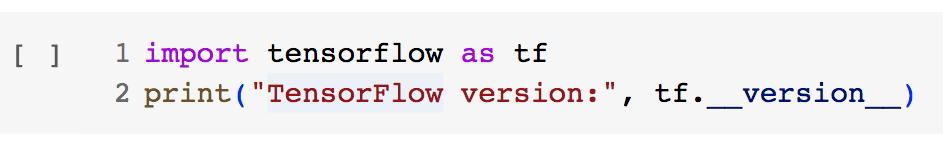 [ ] 1 import tensorflow as tf
2 print("TensorFlow version:", tf.__version__)